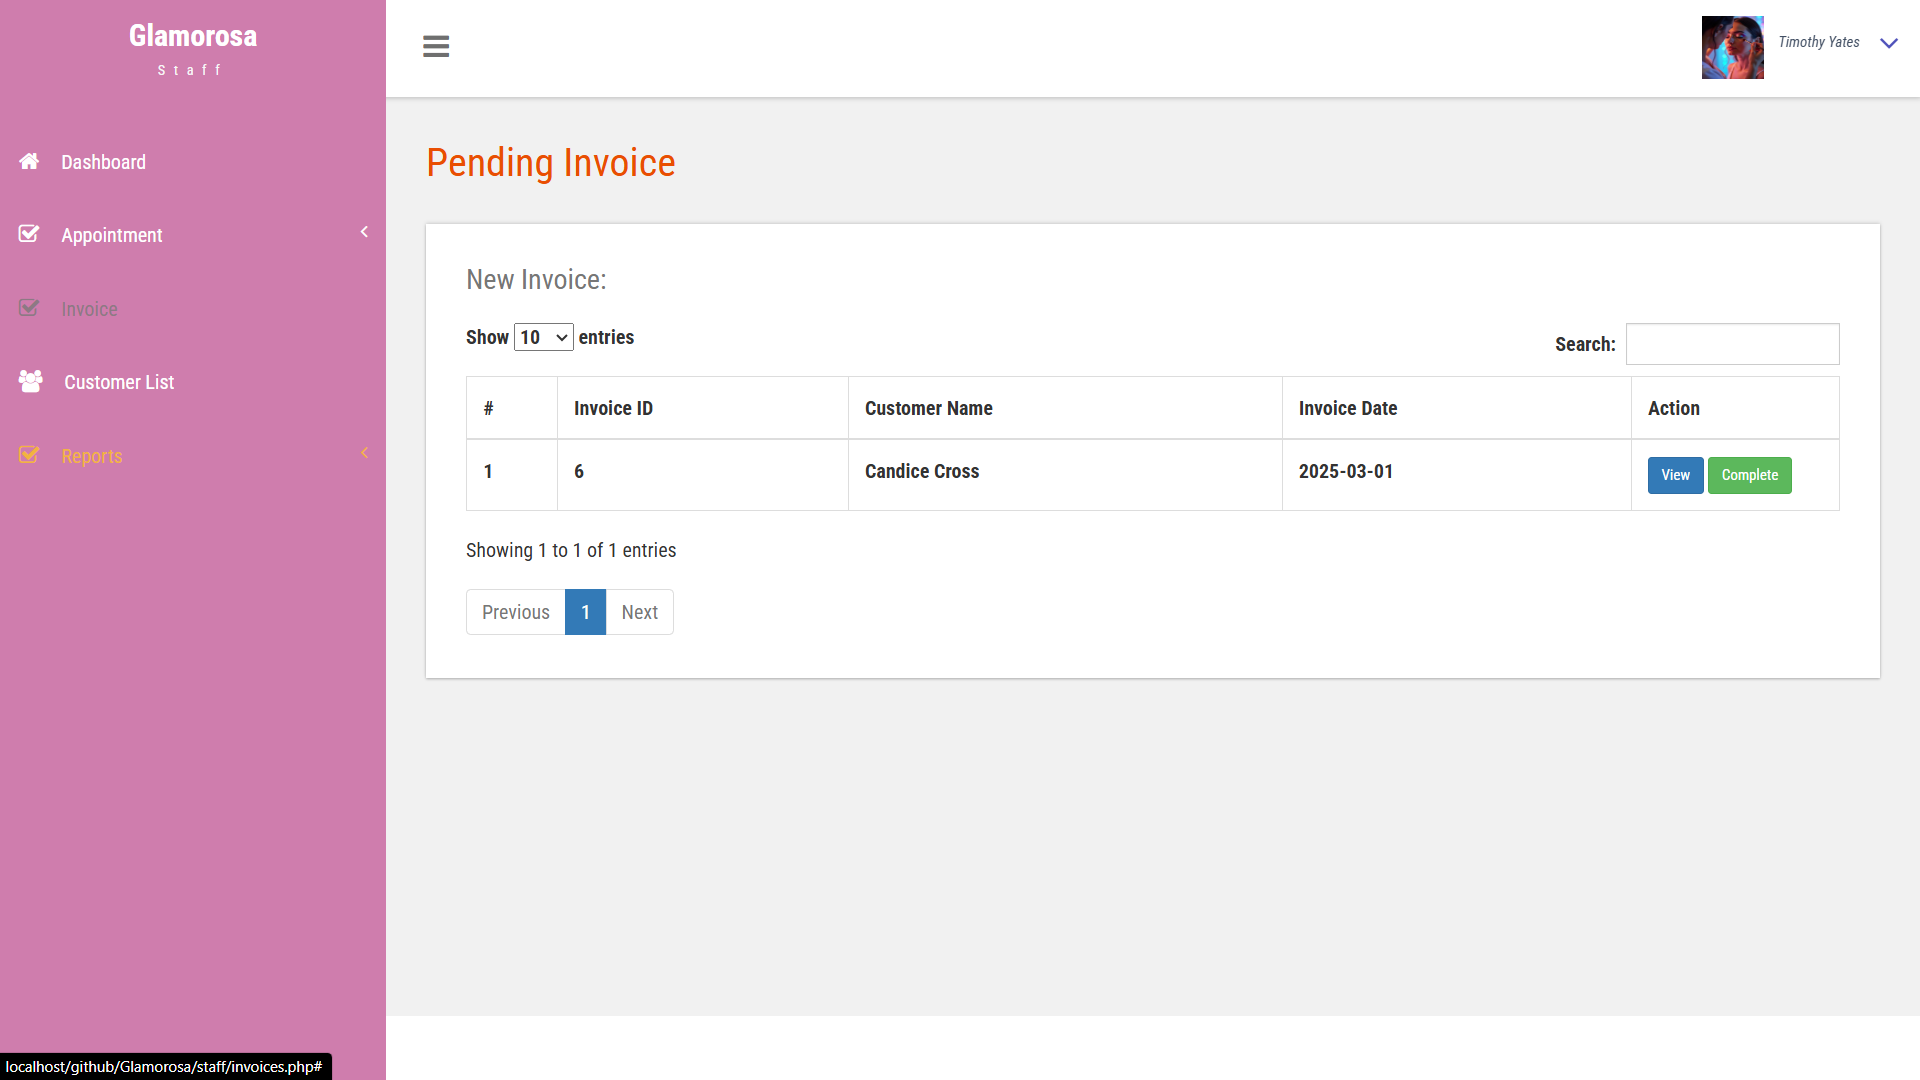 Glamorosa
Staff
Timothy Yates
Dashboard
Appointment
Invoice
Customer List
Reports
Pending Invoice
New Invoice:
Show 10 entries
Search:
# Invoice ID Customer Name Invoice Date Action
1 6 Candice Cross 2025-03-01 View Complete
Showing 1 to 1 of 1 entries
Previous 1 Next
localhost/github/Glamorosa/staff/invoices.php#